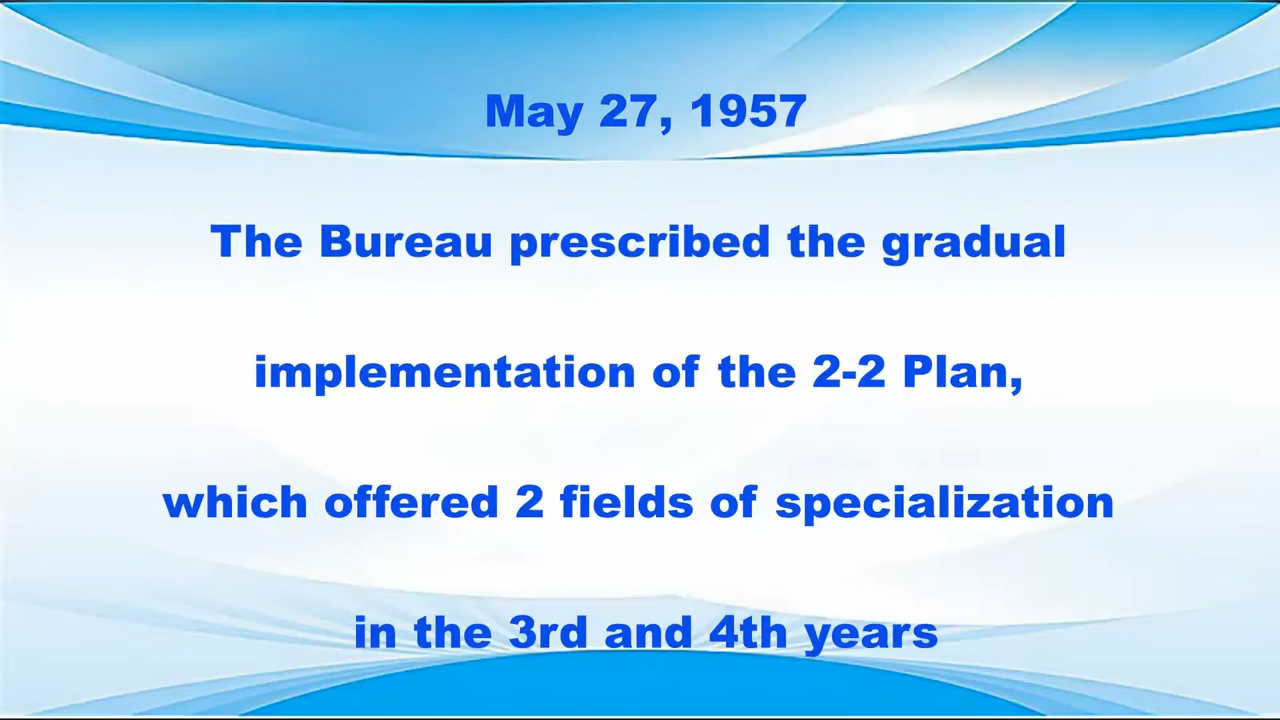 May 27, 1957
The Bureau prescribed the gradual
implementation of the 2-2 Plan,
which offered 2 fields of specialization
in the 3rd and 4th years